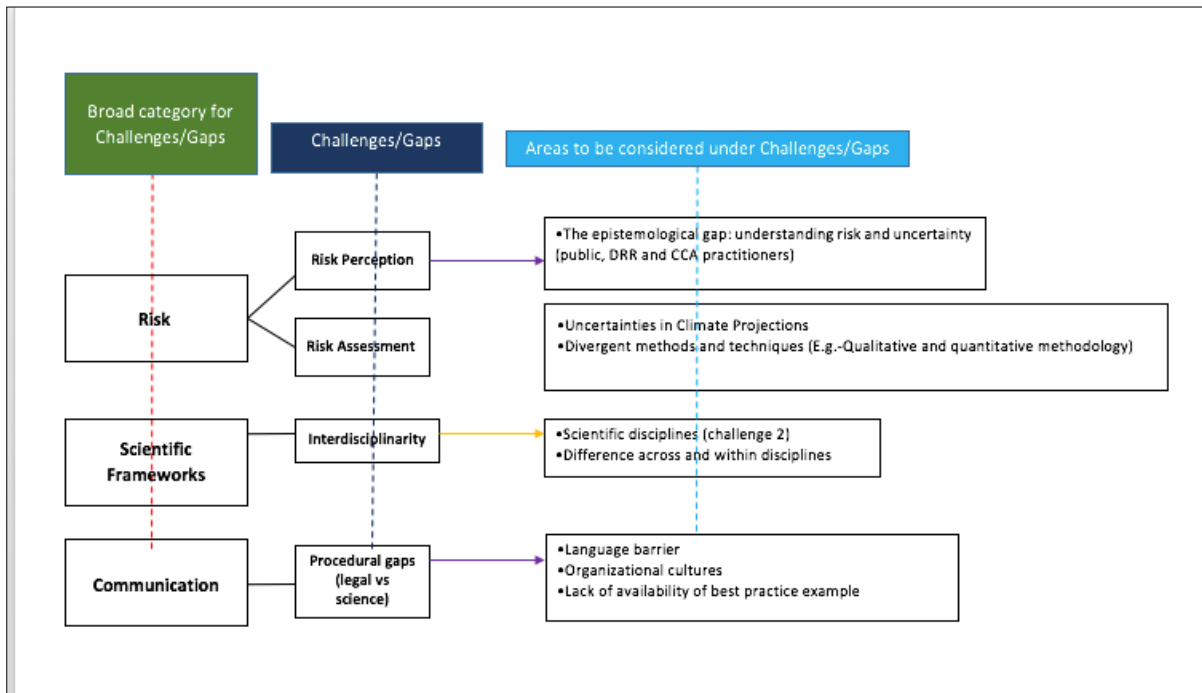 Broad category for
Challenges/Gaps
Challenges/Gaps
Areas to be considered under Challenges/Gaps
Risk
Risk Perception
•The epistemological gap: understanding risk and uncertainty
(public, DRR and CCA practitioners)
Risk Assessment
•Uncertainties in Climate Projections
•Divergent methods and techniques (E.g.-Qualitative and quantitative methodology)
Scientific
Frameworks
Interdisciplinarity
•Scientific disciplines (challenge 2)
•Difference across and within disciplines
Communication
Procedural gaps
(legal vs
science)
•Language barrier
•Organizational cultures
•Lack of availability of best practice example